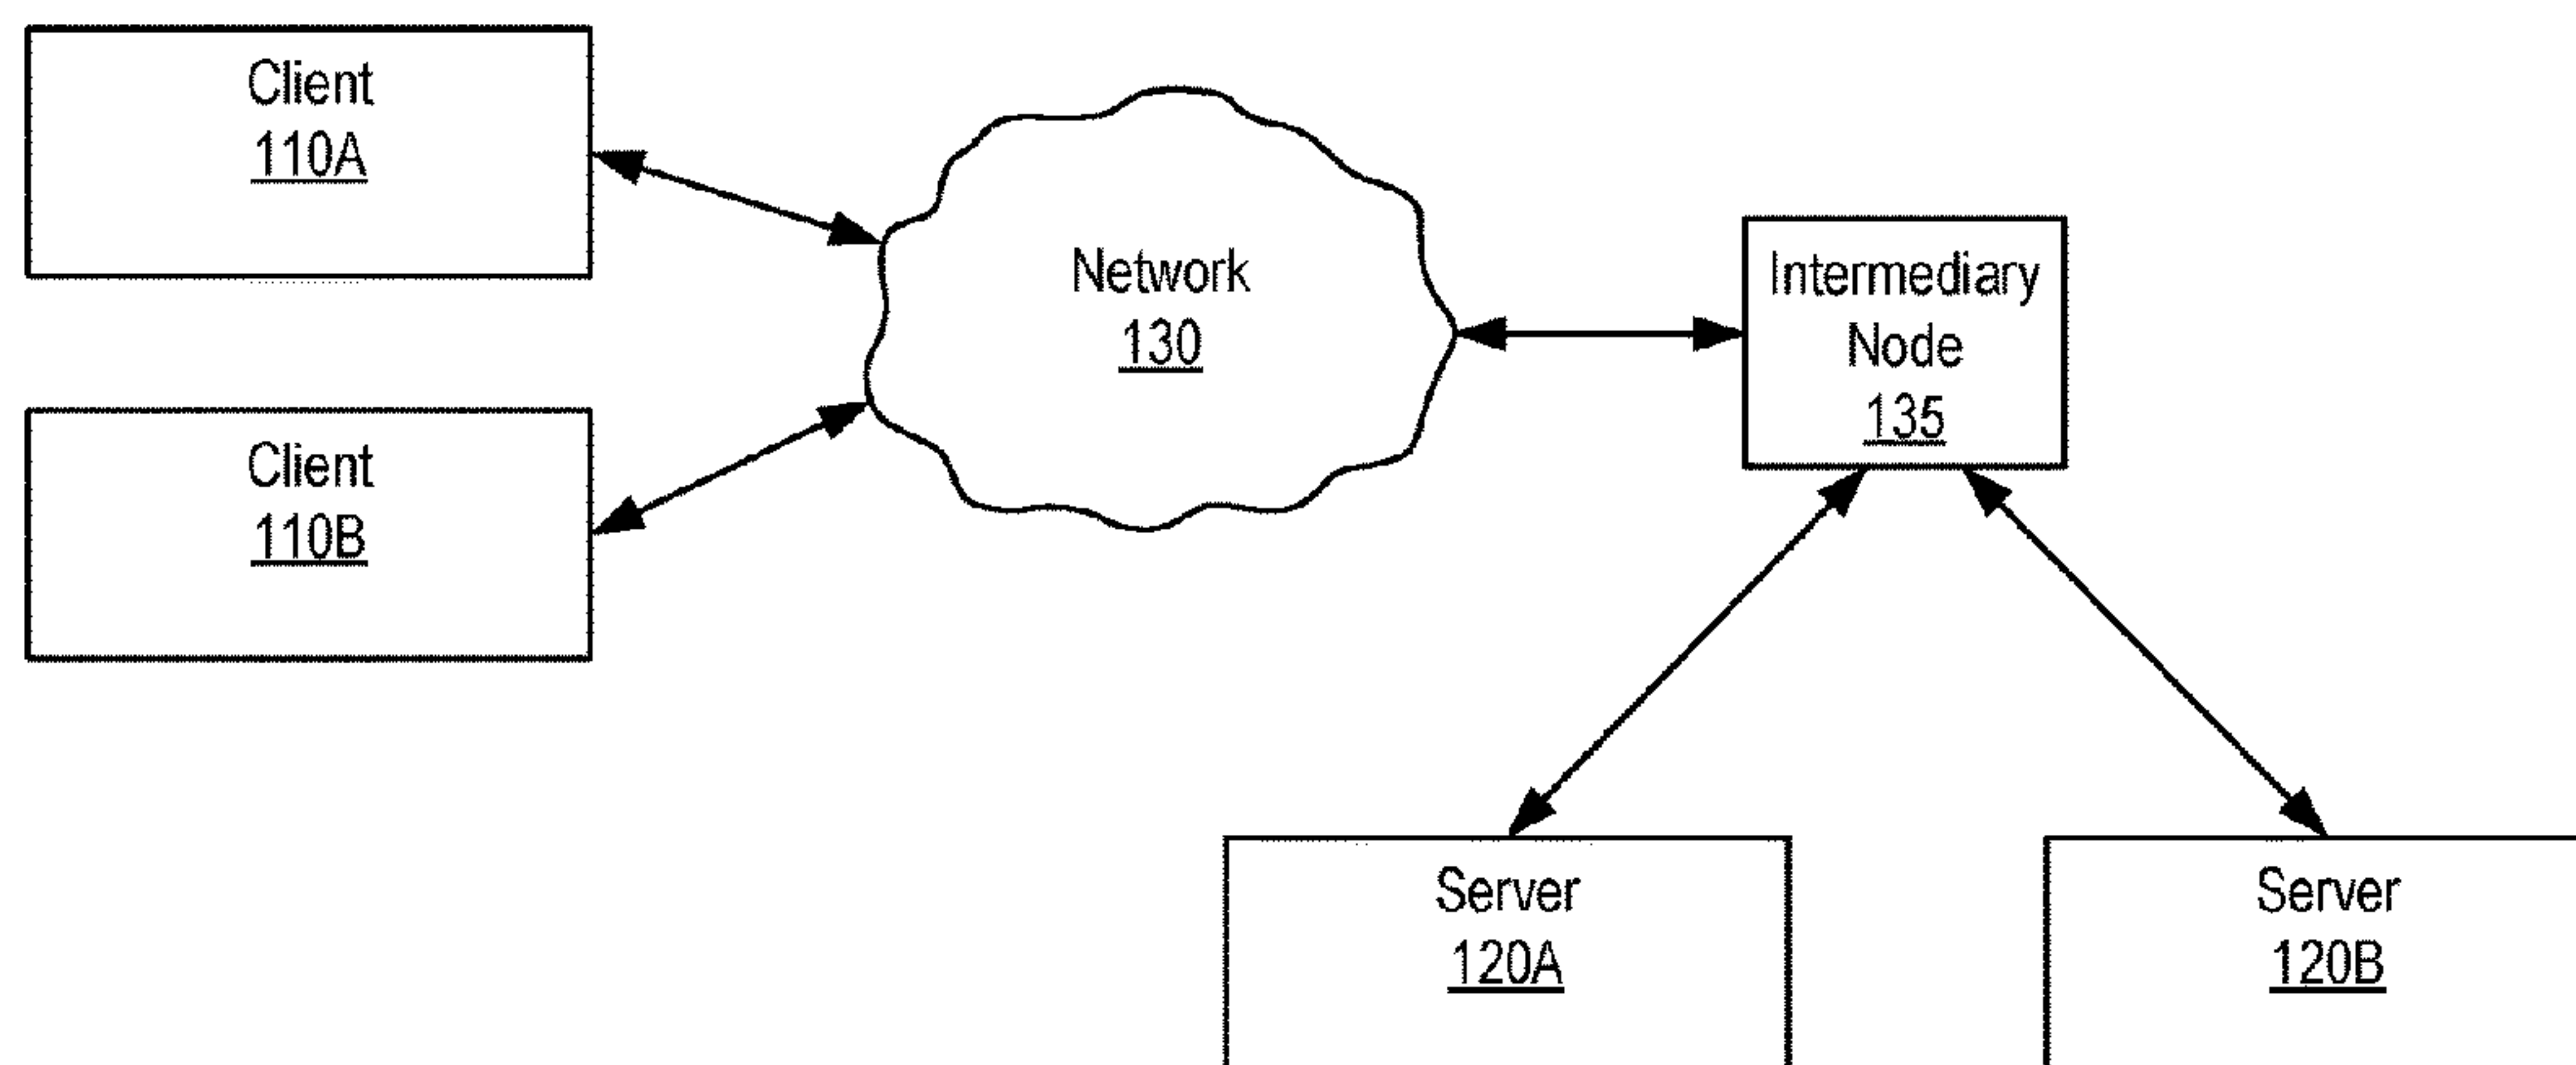 Client
110A
Network
130
Intermediary
Node
135
Client
110B
Server
120A
Server
120B